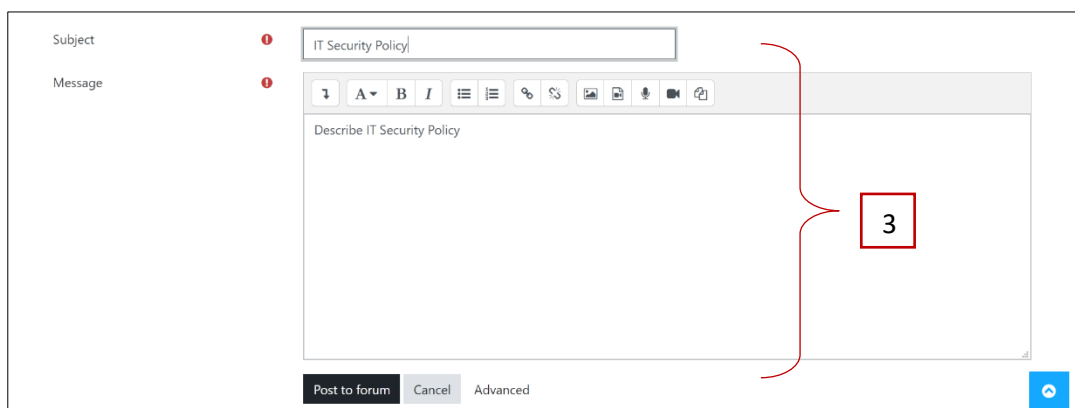 Subject
IT Security Policy
Message
A B I
Describe IT Security Policy
3
Post to forum Cancel Advanced